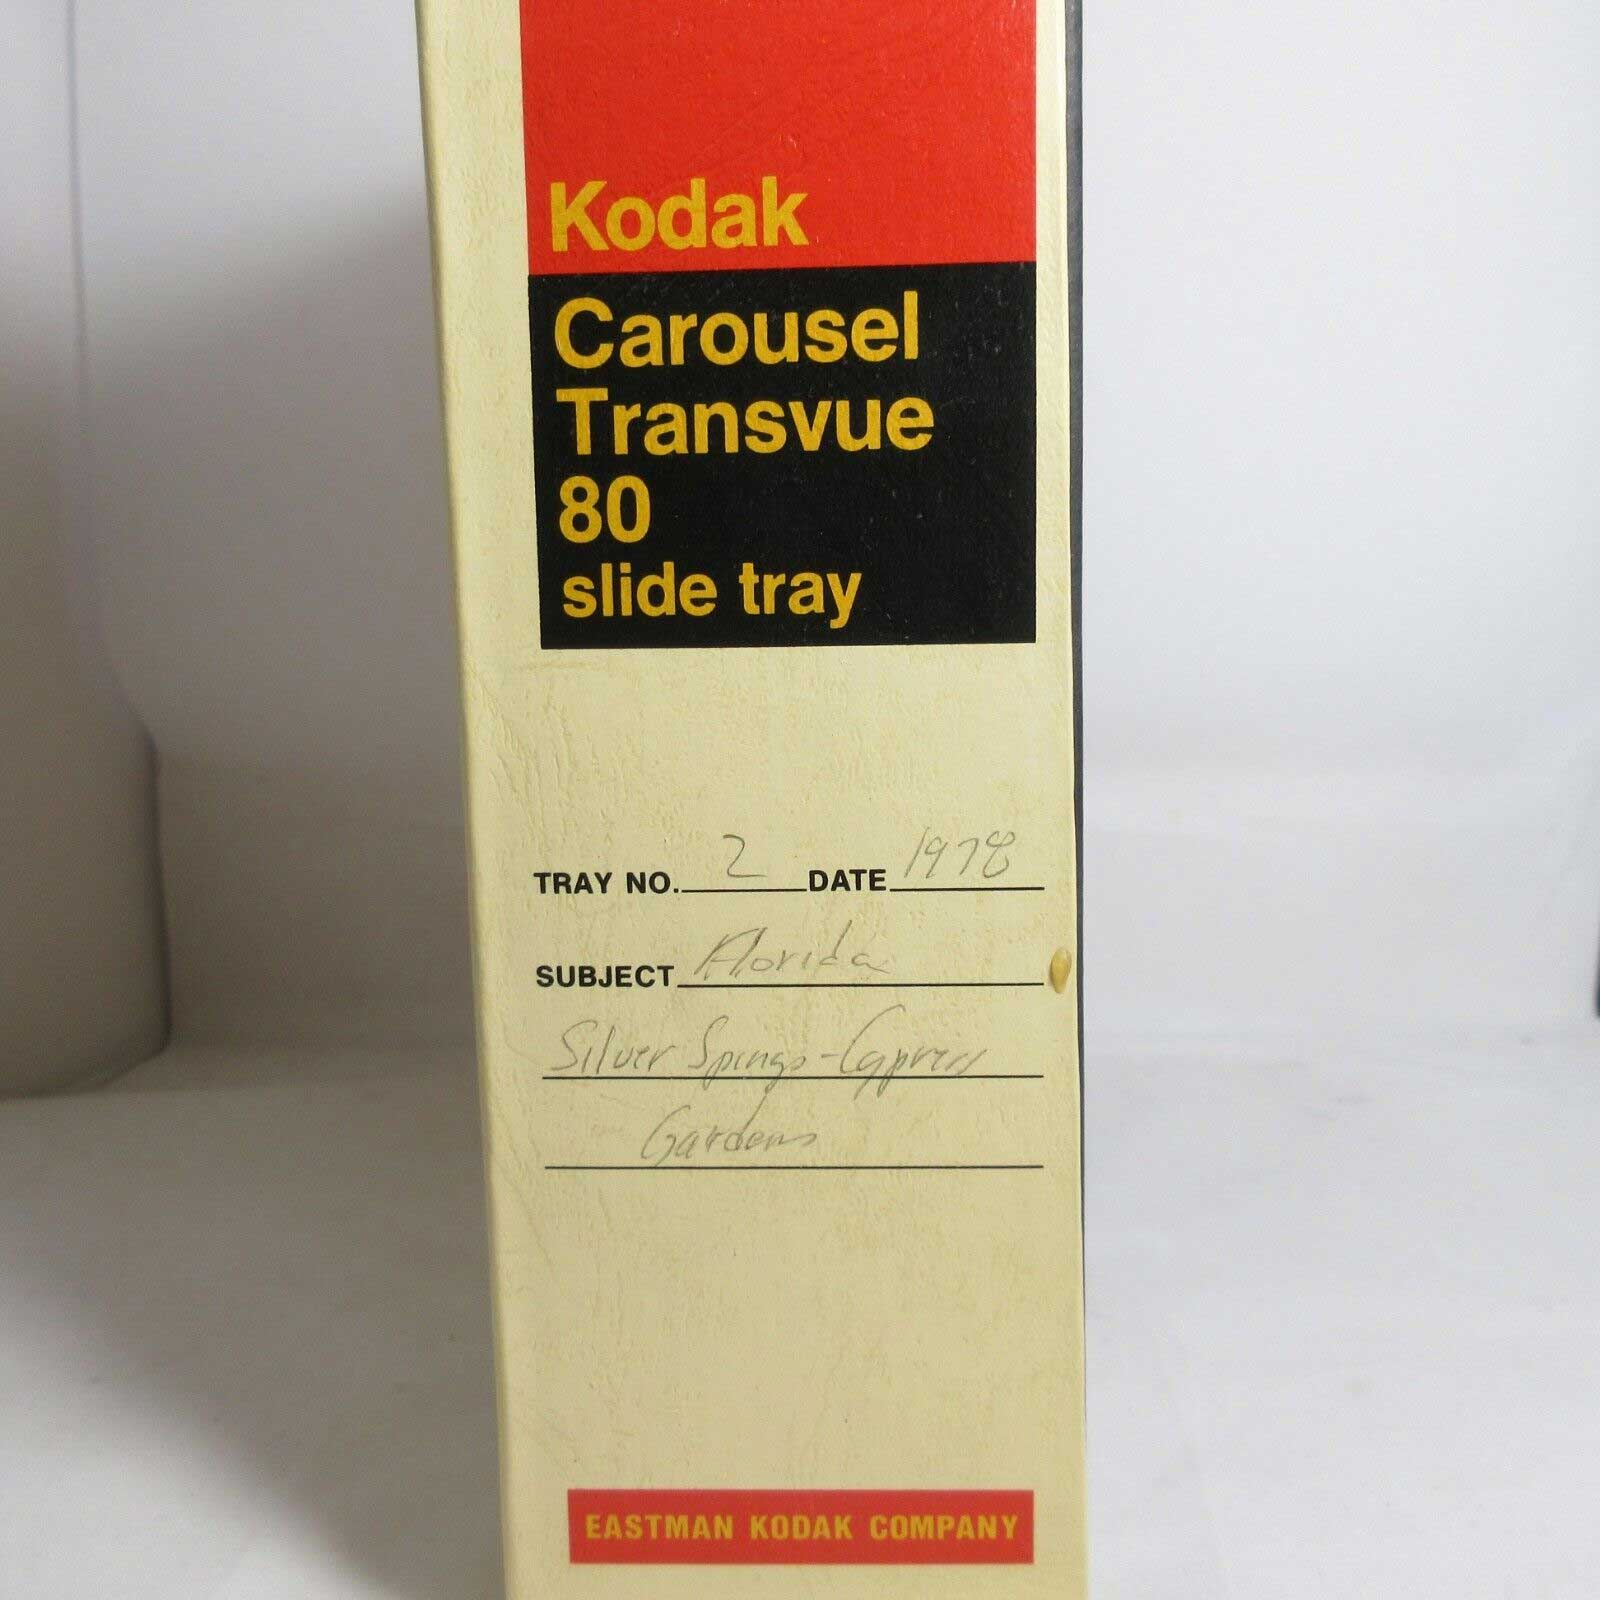 Kodak
Carousel
Transvue
80
slide tray
TRAY NO. 2 DATE 1978
SUBJECT Florida
Silver Springs - Cypress
Gardens
EASTMAN KODAK COMPANY